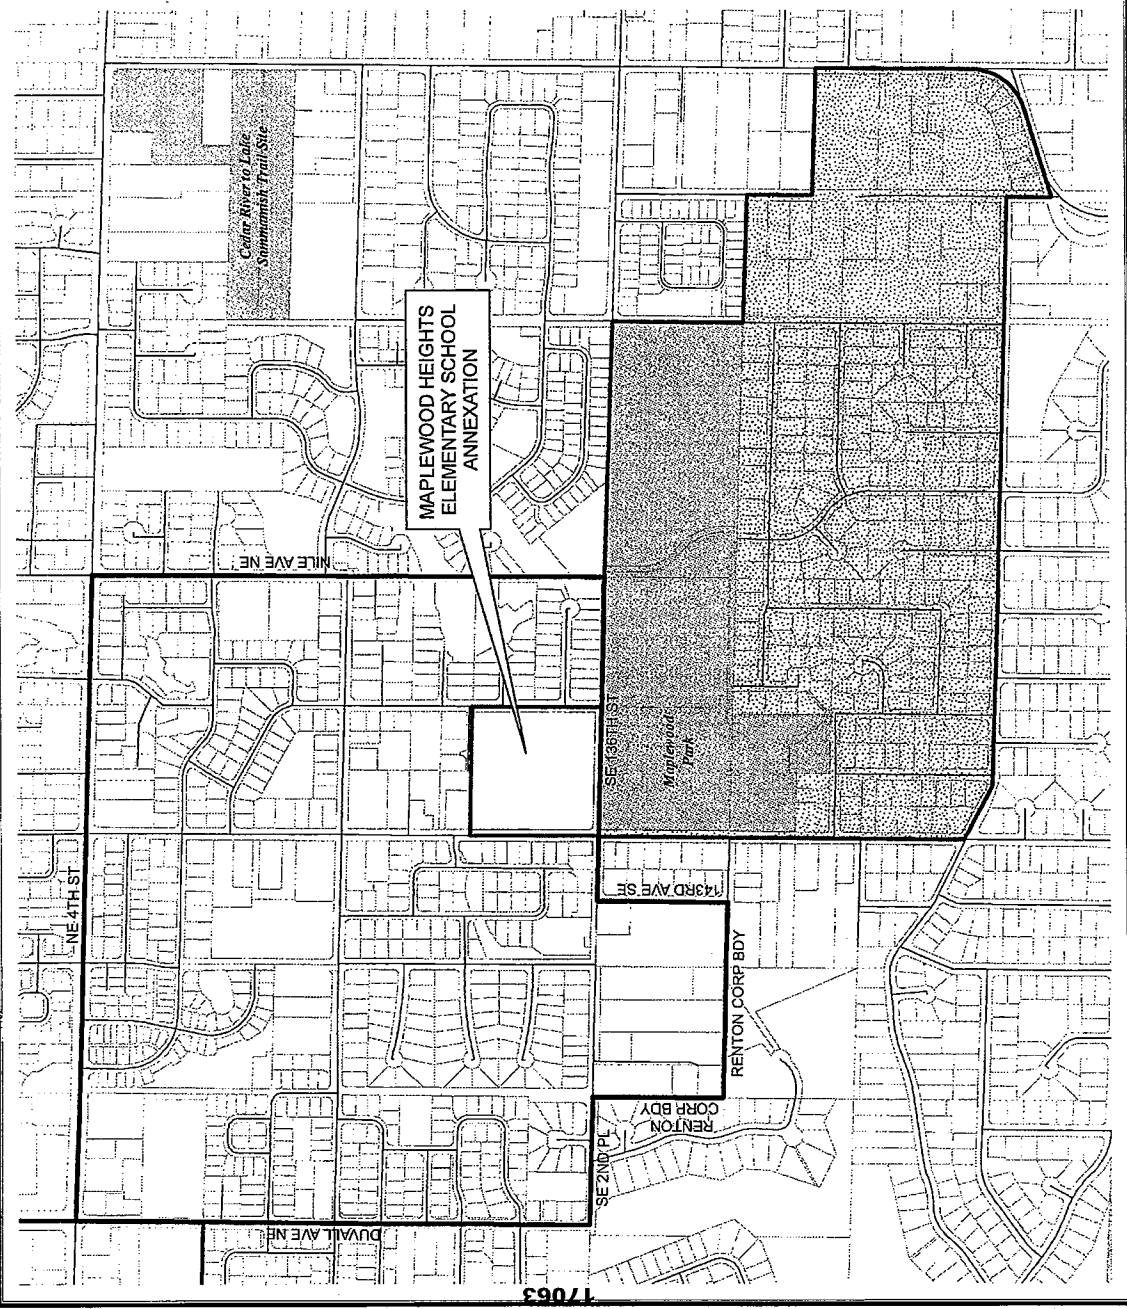 Cedar River to Lake
Sammamish Trail Site
MAPLEWOOD HEIGHTS
ELEMENTARY SCHOOL
ANNEXATION
NILE AVE NE
SE 136TH ST
Maplewood
Park
NE 4TH ST
143RD AVE SE
RENTON CORP BDY
RENTON
CORP BDY
SE 2ND PL
DUVALL AVE NE
17063